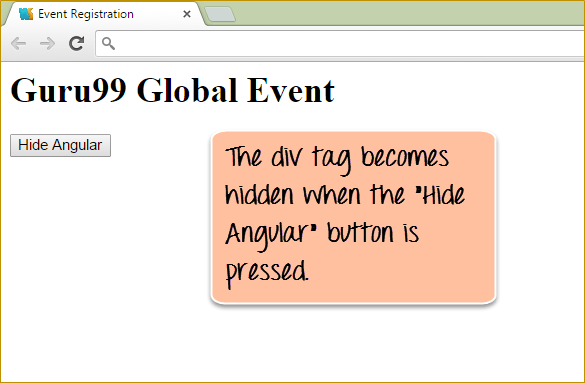 Event Registration
Guru99 Global Event
Hide Angular
The div tag becomes
hidden when the "Hide
Angular" button is
pressed.